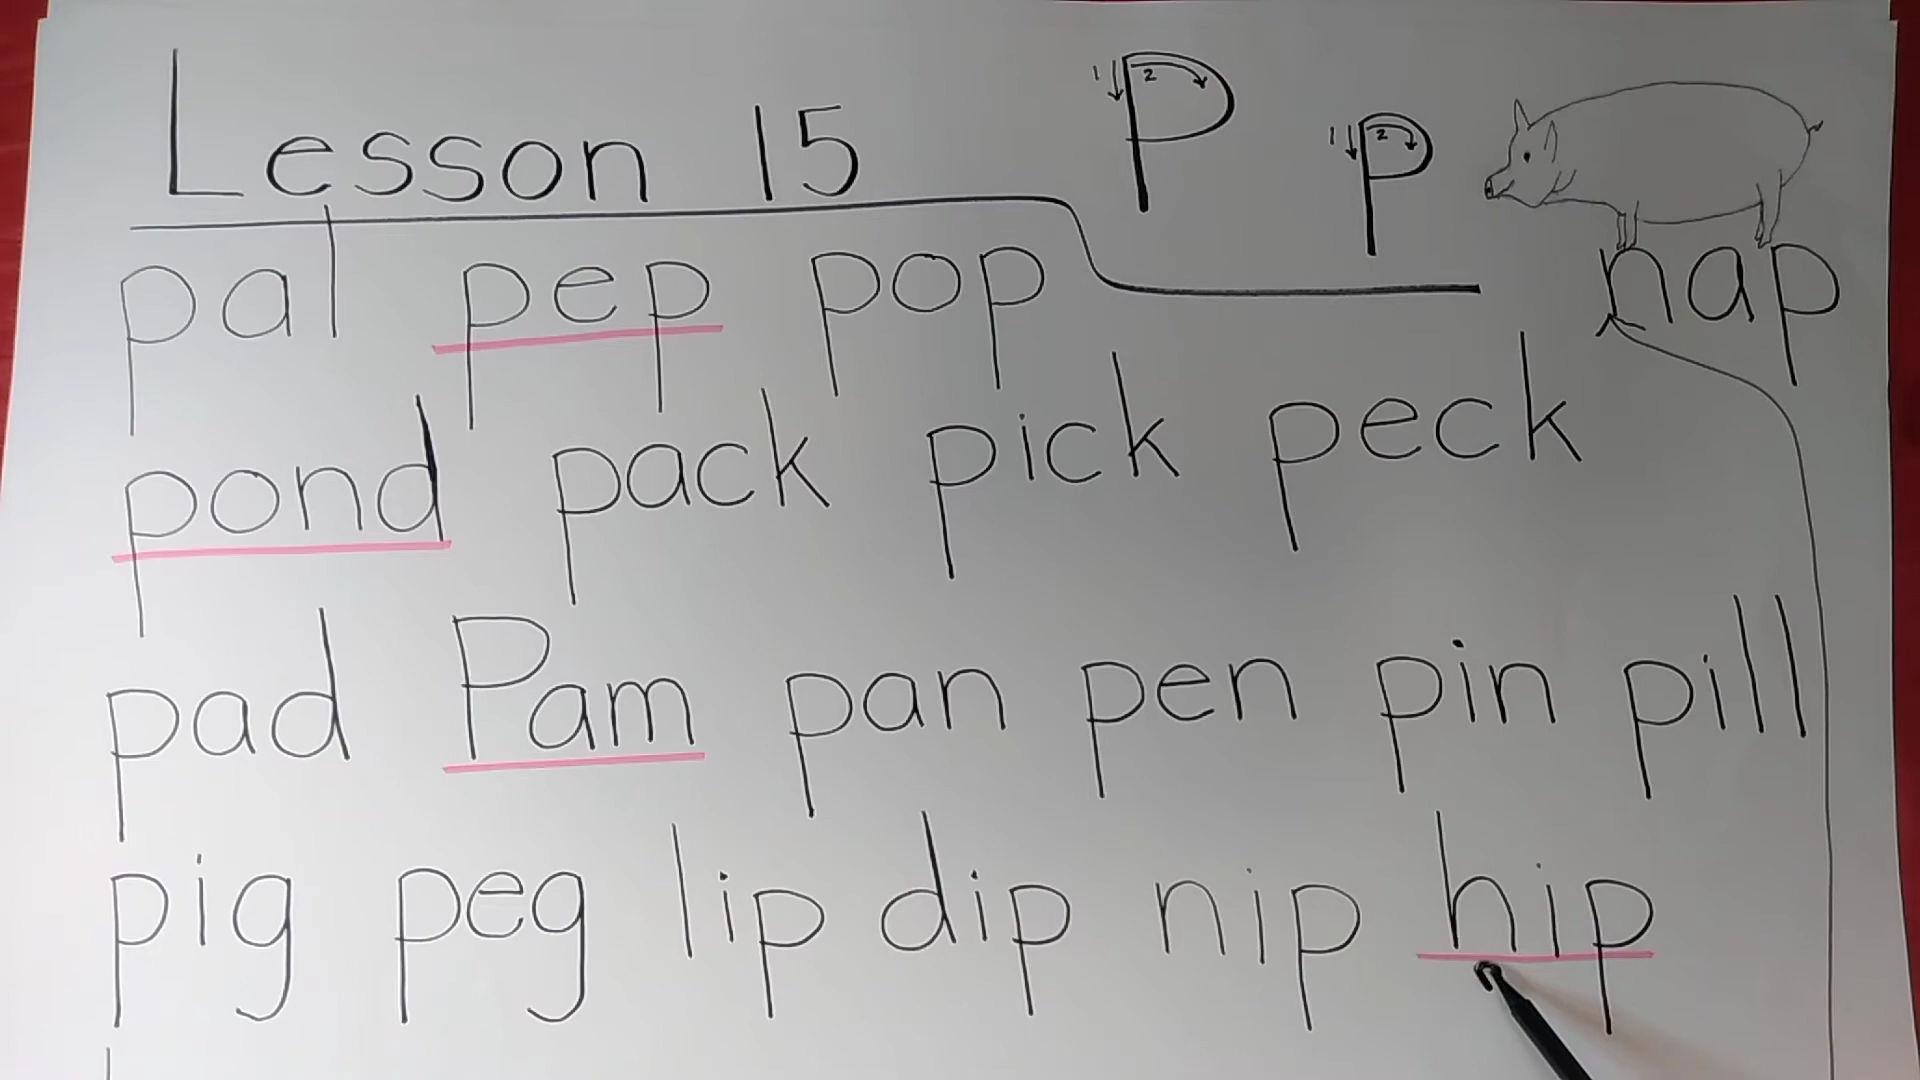 Lesson 15 P p
pal pep pop nap
pond pack pick peck
pad Pam pan pen pin pill
pig peg lip dip nip hip